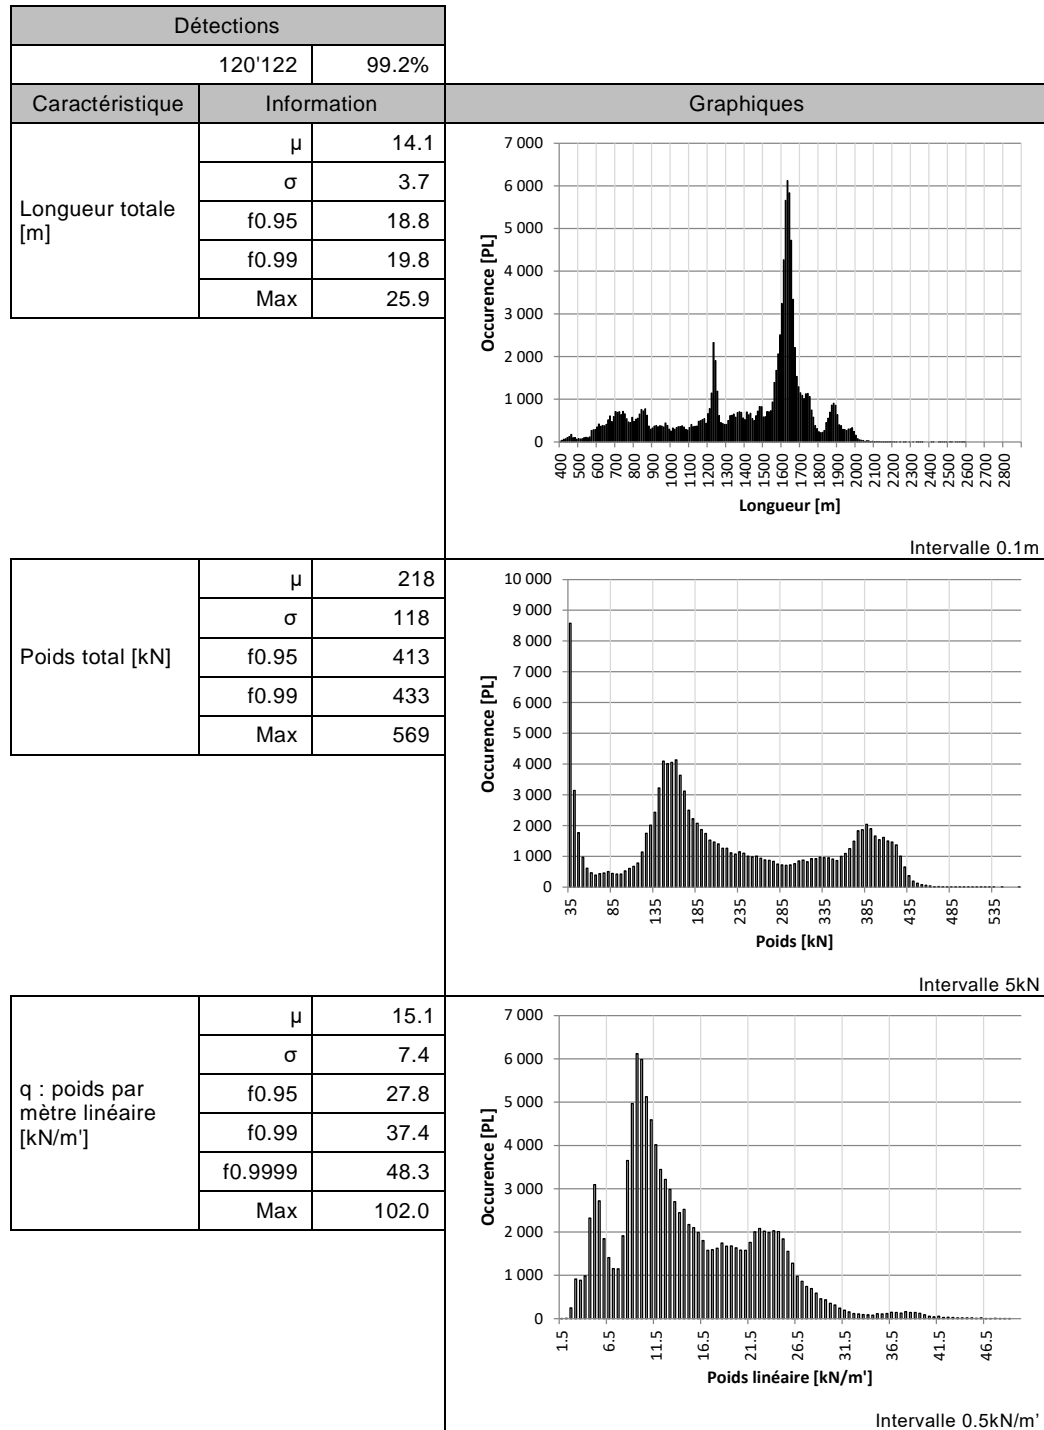 Détections
120'122 99.2%
Caractéristique Information Graphiques
Longueur totale
[m]
μ 14.1
σ 3.7
f0.95 18.8
f0.99 19.8
Max 25.9
7 000
6 000
5 000
4 000
3 000
2 000
1 000
0
Occurence [PL]
400 500 600 700 800 900 1000 1100 1200 1300 1400 1500 1600 1700 1800 1900 2000 2100 2200 2300 2400 2500 2600 2700 2800
Longueur [m]
Intervalle 0.1m
Poids total [kN]
μ 218
σ 118
f0.95 413
f0.99 433
Max 569
10 000
9 000
8 000
7 000
6 000
5 000
4 000
3 000
2 000
1 000
0
Occurence [PL]
35 85 135 185 235 285 335 385 435 485 535
Poids [kN]
Intervalle 5kN
q : poids par
mètre linéaire
[kN/m']
μ 15.1
σ 7.4
f0.95 27.8
f0.99 37.4
f0.9999 48.3
Max 102.0
7 000
6 000
5 000
4 000
3 000
2 000
1 000
0
Occurence [PL]
1.5 6.5 11.5 16.5 21.5 26.5 31.5 36.5 41.5 46.5
Poids linéaire [kN/m']
Intervalle 0.5kN/m’